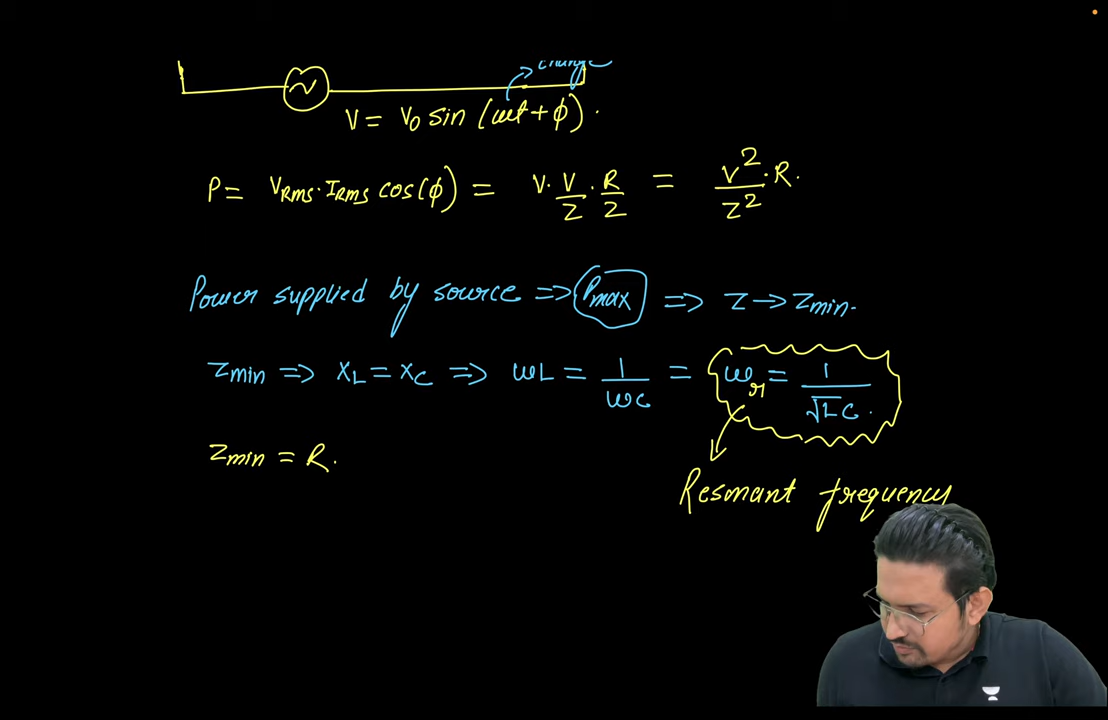 change
V = V₀ sin (ωt + ϕ).
P = V_RMS · I_RMS cos(ϕ) = V · V/Z · R/Z = V²/Z² · R.
Power supplied by source ⇒ P_max ⇒ Z → Z_min.
Z_min ⇒ X_L = X_C ⇒ ωL = 1/ωC = ω_r = 1/√LC.
Z_min = R.
Resonant frequency